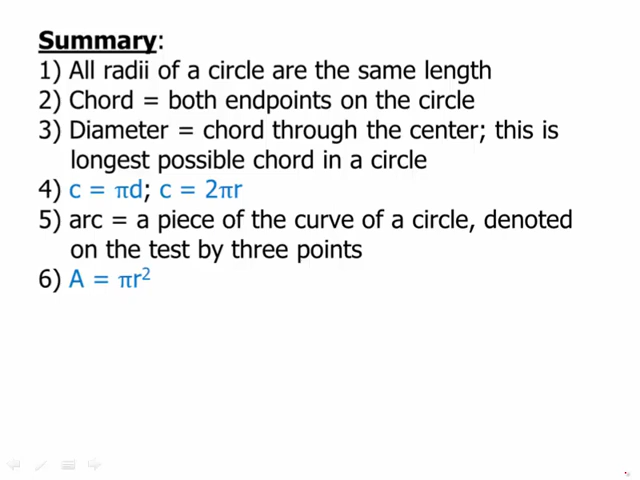 Summary:
1) All radii of a circle are the same length
2) Chord = both endpoints on the circle
3) Diameter = chord through the center; this is
longest possible chord in a circle
4) c = πd; c = 2πr
5) arc = a piece of the curve of a circle, denoted
on the test by three points
6) A = πr²